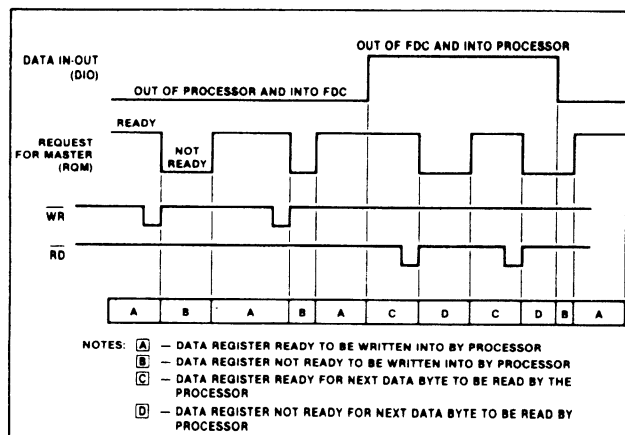 OUT OF FDC AND INTO PROCESSOR
DATA IN-OUT
(DIO)
OUT OF PROCESSOR AND INTO FDC
READY
REQUEST
FOR MASTER
(RQM)
NOT
READY
WR
RD
A B A B A C D C D B A
NOTES: A — DATA REGISTER READY TO BE WRITTEN INTO BY PROCESSOR
B — DATA REGISTER NOT READY TO BE WRITTEN INTO BY PROCESSOR
C — DATA REGISTER READY FOR NEXT DATA BYTE TO BE READ BY THE
PROCESSOR
D — DATA REGISTER NOT READY FOR NEXT DATA BYTE TO BE READ BY
PROCESSOR